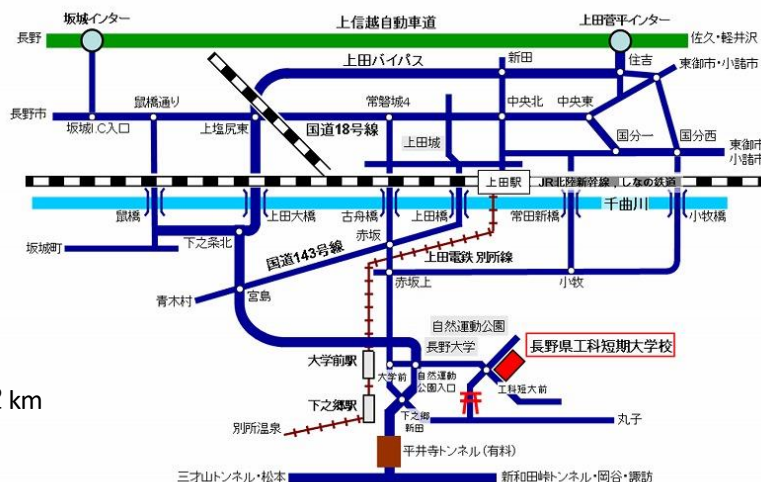 坂城インター
上信越自動車道
上田菅平インター
長野
佐久・軽井沢
上田バイパス
新田
住吉
東御市・小諸市
鼠橋通り
常磐城4
中央北
中央東
長野市
坂城I.C入口
上塩尻東
国道18号線
上田城
国分一
国分西
東御市
小諸市
上田駅
JR北陸新幹線，しなの鉄道
千曲川
鼠橋
上田大橋
古舟橋
上田橋
常田新橋
小牧橋
坂城町
下之条北
国道143号線
赤坂
上田電鉄 別所線
青木村
宮島
赤坂上
小牧
自然運動公園
長野大学
長野県工科短期大学校
大学前駅
大学前
自然運動
公園入口
工科短大前
km
下之郷駅
下之郷
新田
丸子
別所温泉
平井寺トンネル(有料)
三才山トンネル・松本
新和田峠トンネル・岡谷・諏訪